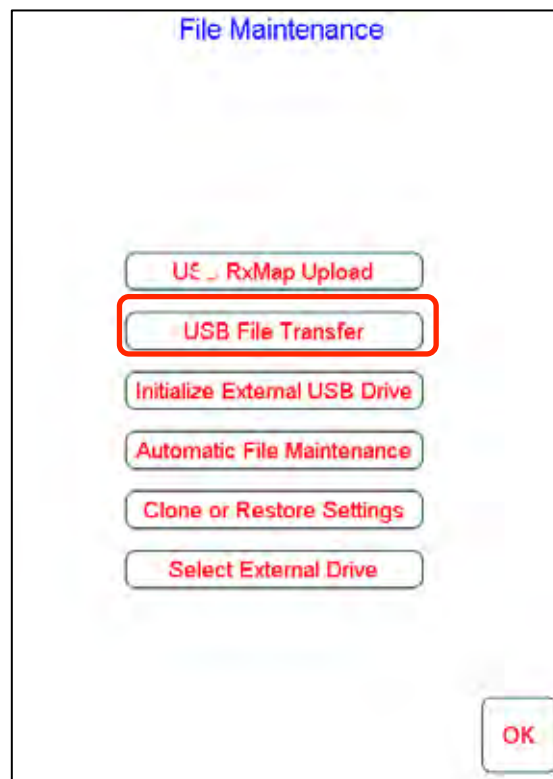 File Maintenance
RxMap Upload
USB File Transfer
Initialize External USB Drive
Automatic File Maintenance
Clone or Restore Settings
Select External Drive
OK